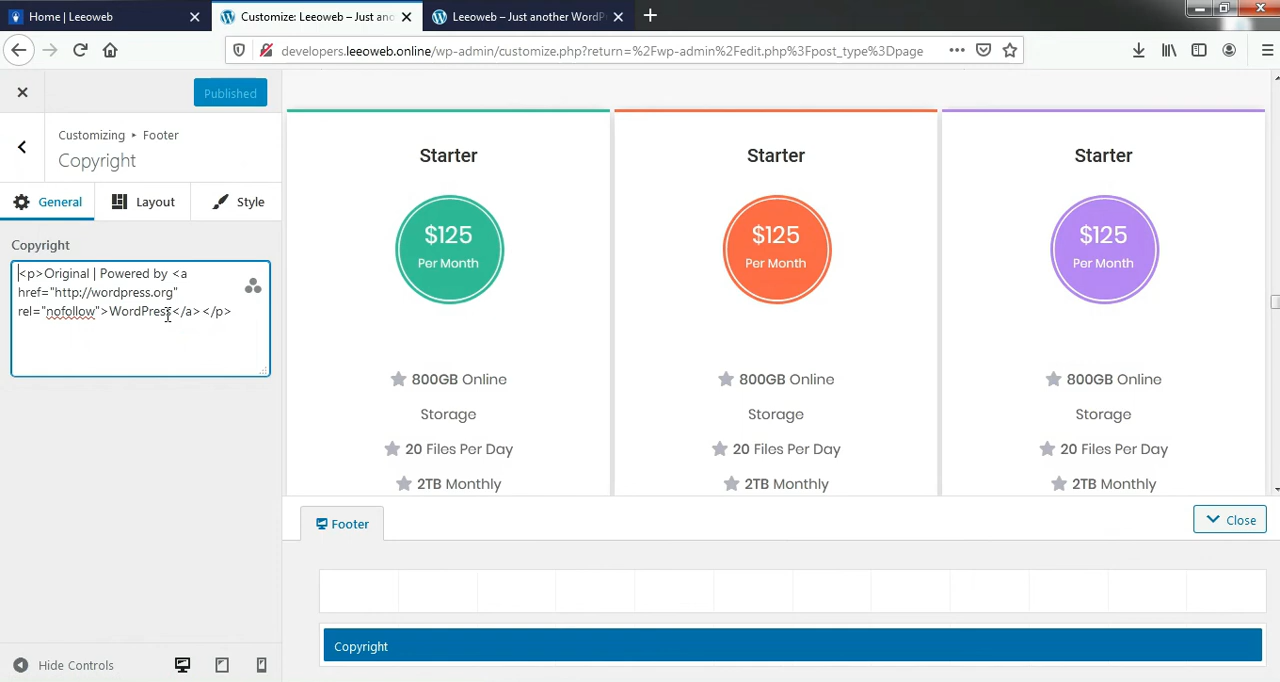 Home | Leeoweb
Customize: Leeoweb – Just ano
Leeoweb – Just another WordP
developers.leeoweb.online/wp-admin/customize.php?return=%2Fwp-admin%2Fedit.php%3Fpost_type%3Dpage
Published
Customizing ▸ Footer
Copyright
General
Layout
Style
Copyright
<p>Original | Powered by <a
href="http://wordpress.org"
rel="nofollow">WordPress</a></p>
Starter
$125
Per Month
800GB Online
Storage
20 Files Per Day
2TB Monthly
Starter
$125
Per Month
800GB Online
Storage
20 Files Per Day
2TB Monthly
Starter
$125
Per Month
800GB Online
Storage
20 Files Per Day
2TB Monthly
Footer
Close
Copyright
Hide Controls